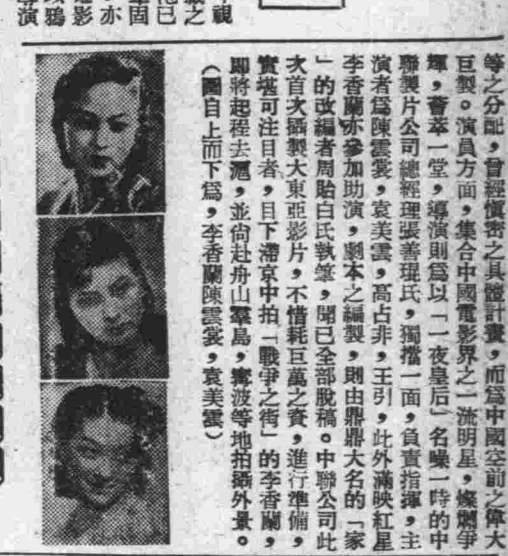 視
之
已
固
亦
影
鴉
導演
等之分配，曾經愼密之具體計畫，而爲中國空前之偉大
巨製。演員方面，集合中國電影界之一流明星，燦爛爭
輝，薈萃一堂，導演則爲以「一夜皇后」名噪一時的中
聯製片公司總經理張善琨氏，獨擋一面，負責指揮，主
演者爲陳雲裳，袁美雲，高占非，王引，此外滿映紅星
李香蘭亦參加助演，劇本之編製，則由鼎鼎大名的「家
」的改編者周貽白氏執筆，聞已全部脫稿。中聯公司此
次首次攝製大東亞影片，不惜耗巨萬之資，進行準備，
實堪可注目者，目下滯京中拍「戰爭之街」的李香蘭，
即將起程去滬，並尙赴舟山羣島，寗波等地拍攝外景。
（圖自上而下爲，李香蘭陳雲裳，袁美雲）